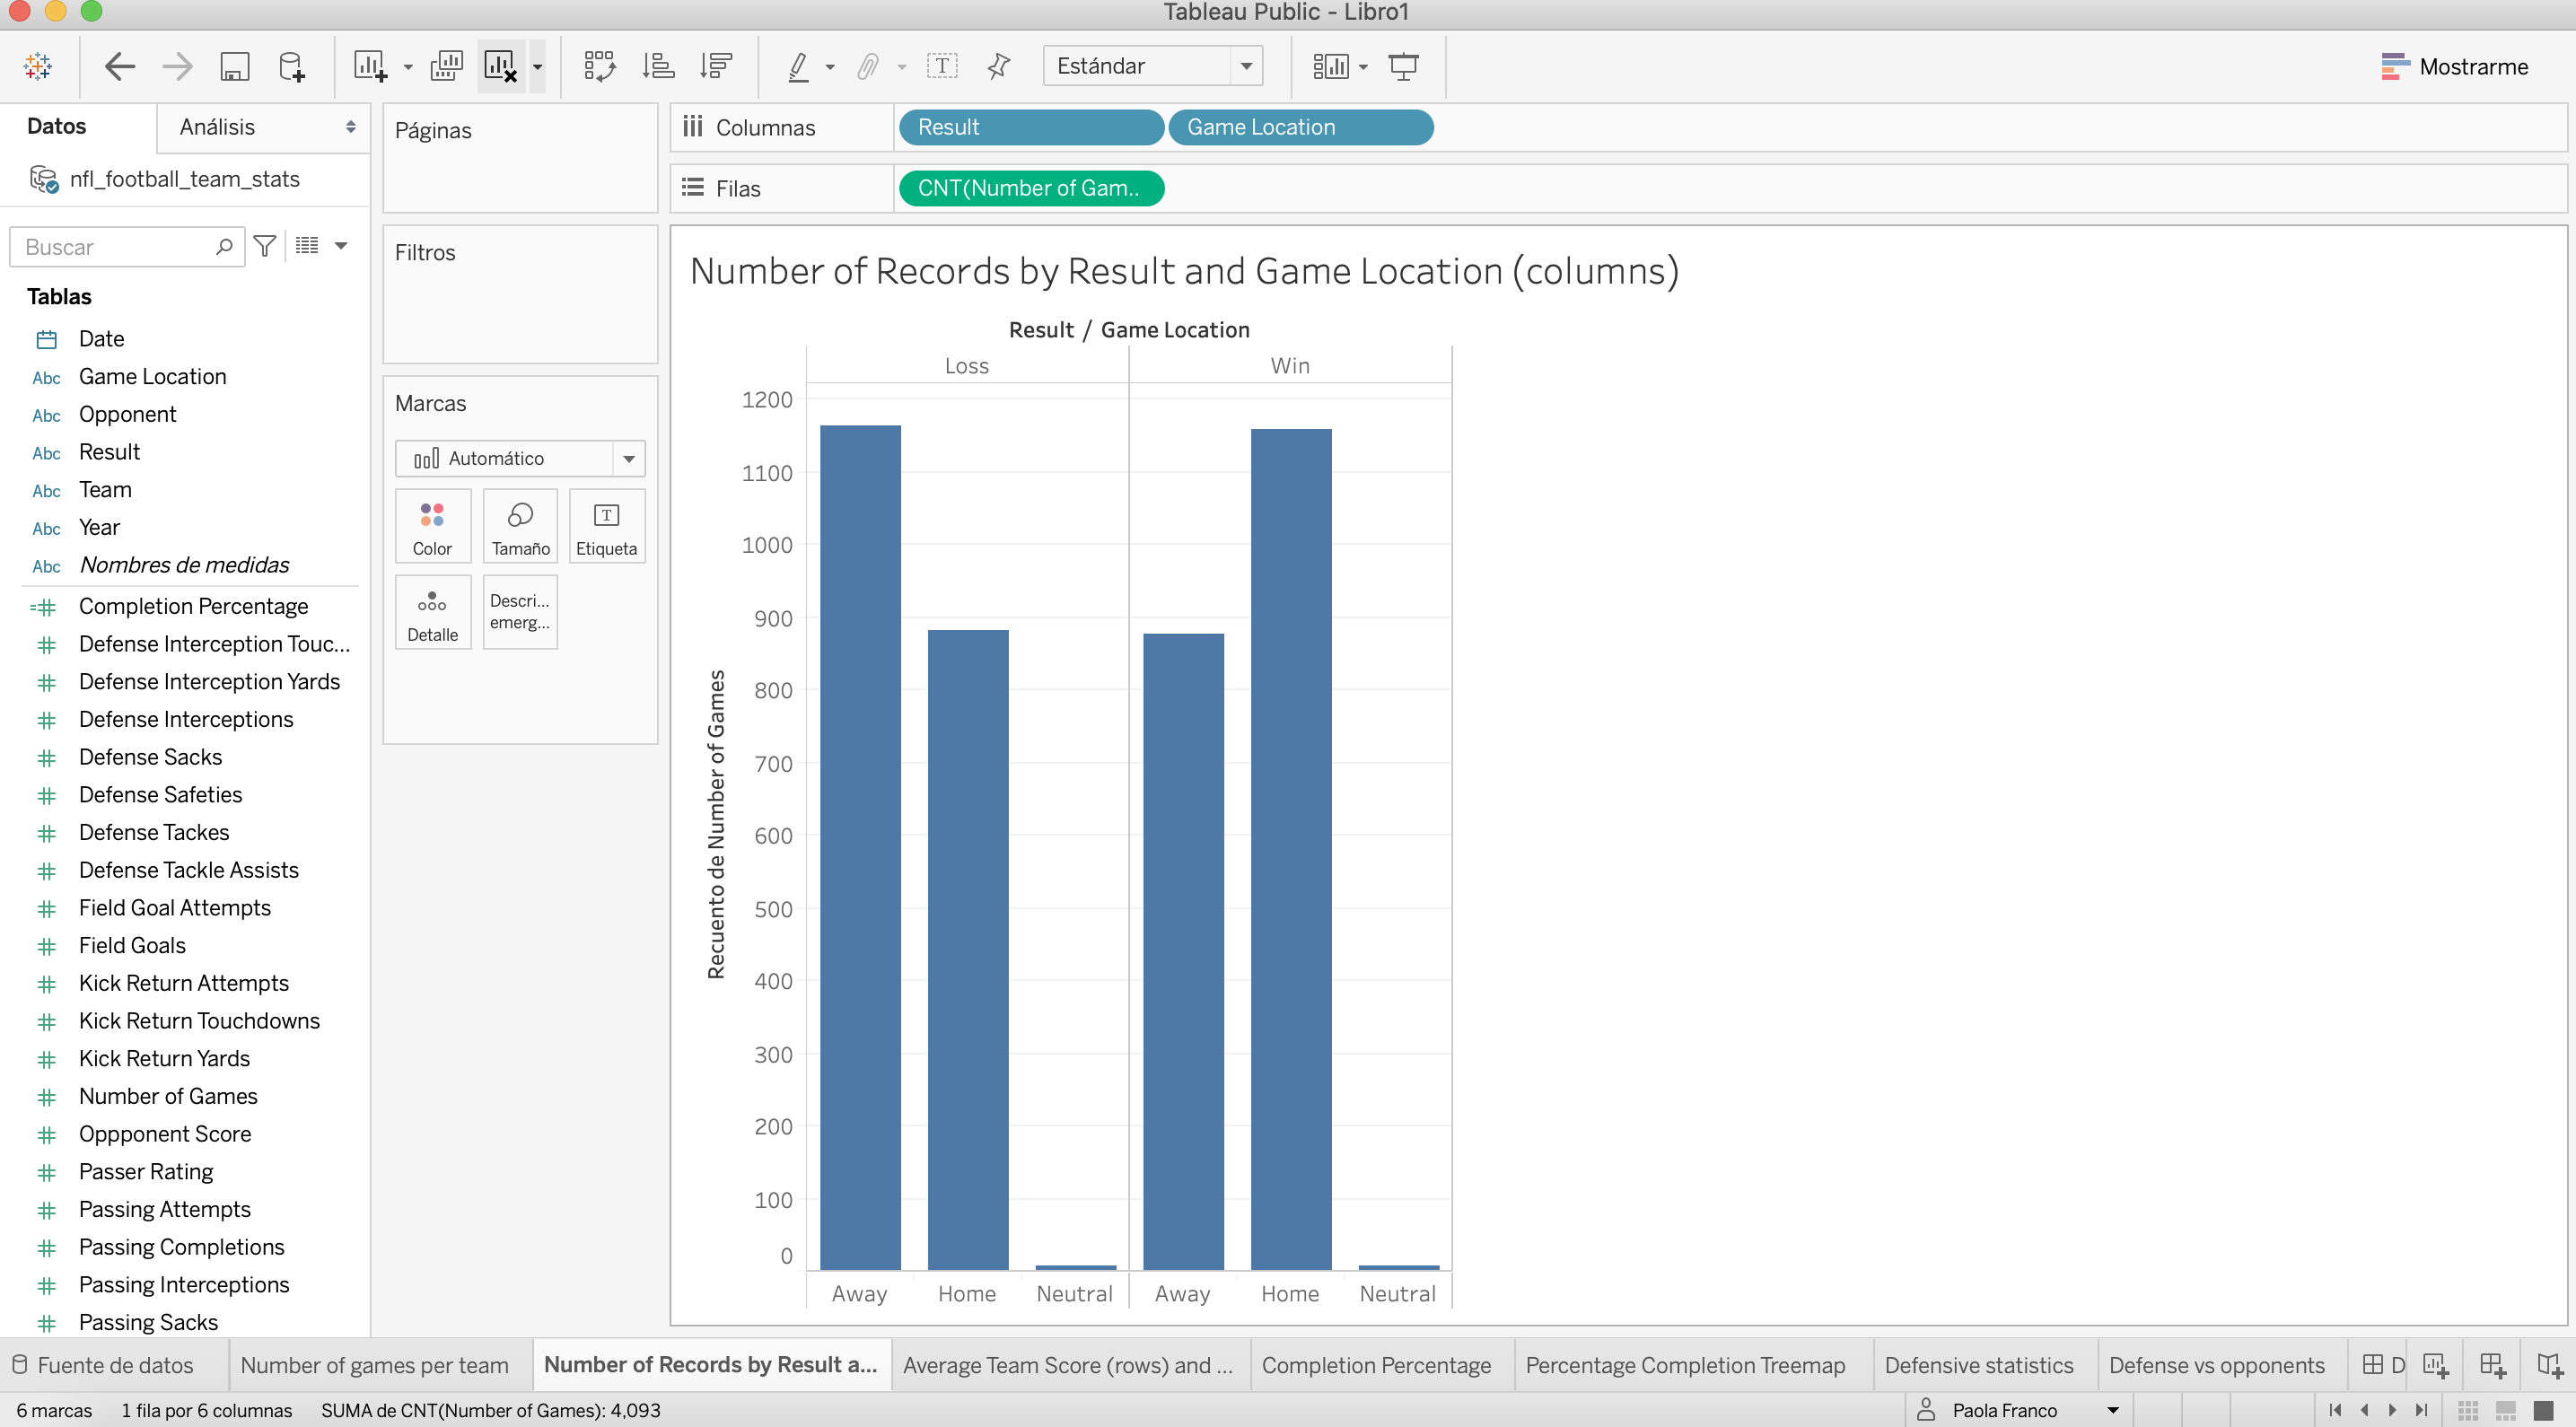 Tableau Public - Libro1
Estándar
Mostrarme
Datos
Análisis
nfl_football_team_stats
Buscar
Tablas
Date
Abc Game Location
Abc Opponent
Abc Result
Abc Team
Abc Year
Abc Nombres de medidas
Completion Percentage
Defense Interception Touc...
Defense Interception Yards
Defense Interceptions
Defense Sacks
Defense Safeties
Defense Tackes
Defense Tackle Assists
Field Goal Attempts
Field Goals
Kick Return Attempts
Kick Return Touchdowns
Kick Return Yards
Number of Games
Oppponent Score
Passer Rating
Passing Attempts
Passing Completions
Passing Interceptions
Passing Sacks
Páginas
Filtros
Marcas
Automático
Color
Tamaño
Etiqueta
Detalle
Descri...
emerg...
Columnas
Result
Game Location
Filas
CNT(Number of Gam..
Number of Records by Result and Game Location (columns)
Result / Game Location
Loss
Win
Recuento de Number of Games
1200
1100
1000
900
800
700
600
500
400
300
200
100
0
Away
Home
Neutral
Away
Home
Neutral
Fuente de datos
Number of games per team
Number of Records by Result a...
Average Team Score (rows) and ...
Completion Percentage
Percentage Completion Treemap
Defensive statistics
Defense vs opponents
D
6 marcas
1 fila por 6 columnas
SUMA de CNT(Number of Games): 4,093
Paola Franco